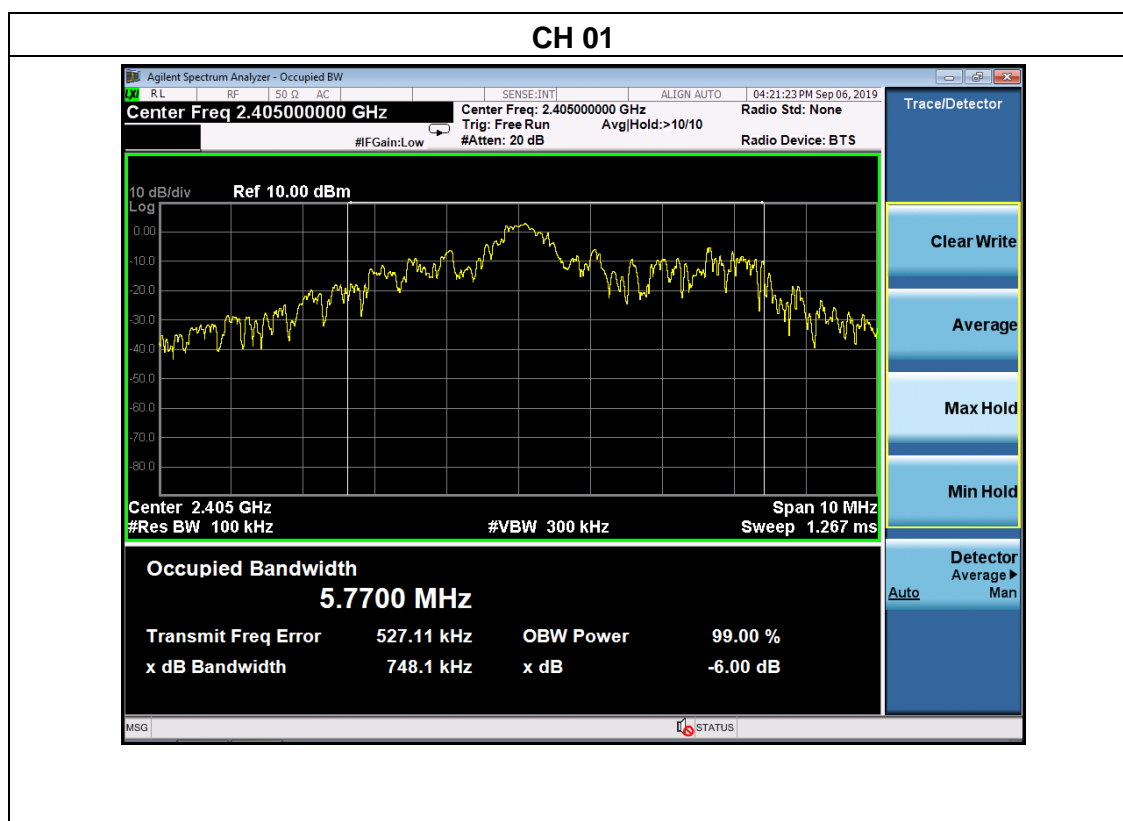 CH 01
Agilent Spectrum Analyzer - Occupied BW
LXI RL RF 50 Ω AC SENSE:INT ALIGN AUTO 04:21:23 PM Sep 06, 2019
Center Freq 2.405000000 GHz
Center Freq: 2.405000000 GHz Radio Std: None
Trig: Free Run Avg|Hold:>10/10
#IFGain:Low #Atten: 20 dB Radio Device: BTS
Trace/Detector
10 dB/div Ref 10.00 dBm
Log
0.00
-10.0
-20.0
-30.0
-40.0
-50.0
-60.0
-70.0
-80.0
Center 2.405 GHz Span 10 MHz
#Res BW 100 kHz #VBW 300 kHz Sweep 1.267 ms
Clear Write
Average
Max Hold
Min Hold
Detector
Average▶
Auto Man
Occupied Bandwidth
5.7700 MHz
Transmit Freq Error 527.11 kHz OBW Power 99.00 %
x dB Bandwidth 748.1 kHz x dB -6.00 dB
MSG STATUS